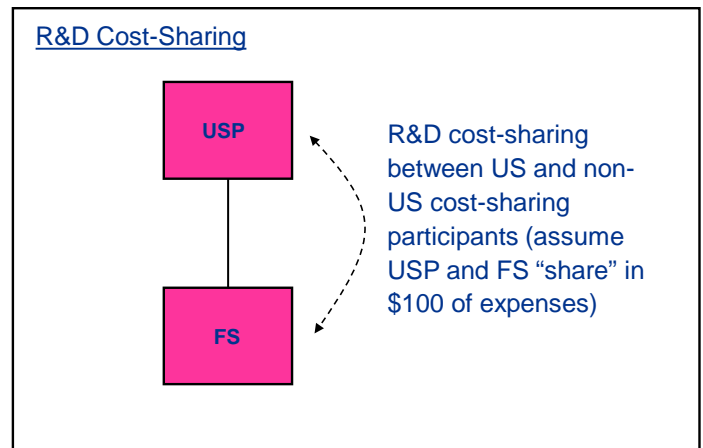 R&D Cost-Sharing
USP
R&D cost-sharing
between US and non-
US cost-sharing
participants (assume
USP and FS “share” in
$100 of expenses)
FS